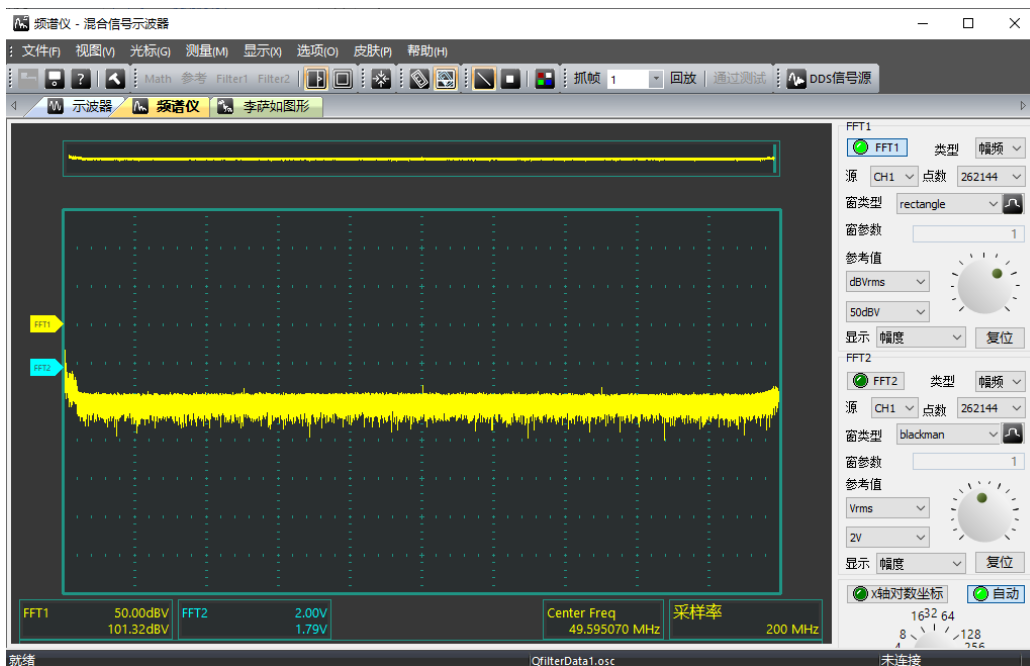 频谱仪 - 混合信号示波器
文件(F) 视图(V) 光标(G) 测量(M) 显示(X) 选项(O) 皮肤(P) 帮助(H)
Math 参考 Filter1 Filter2 抓帧 1 回放 通过测试 DDS信号源
示波器 频谱仪 李萨如图形
FFT1
FFT1 类型 幅频
源 CH1 点数 262144
窗类型 rectangle
窗参数 1
参考值
dBVrms
50dBV
显示 幅度 复位
FFT1
FFT2
FFT2
FFT2 类型 幅频
源 CH1 点数 262144
窗类型 blackman
窗参数 1
参考值
Vrms
2V
显示 幅度 复位
x轴对数坐标 自动
16 32 64
8 128
4 256
FFT1 50.00dBV FFT2 2.00V Center Freq 采样率
101.32dBV 1.79V 49.595070 MHz 200 MHz
就绪 QfilterData1.osc 未连接